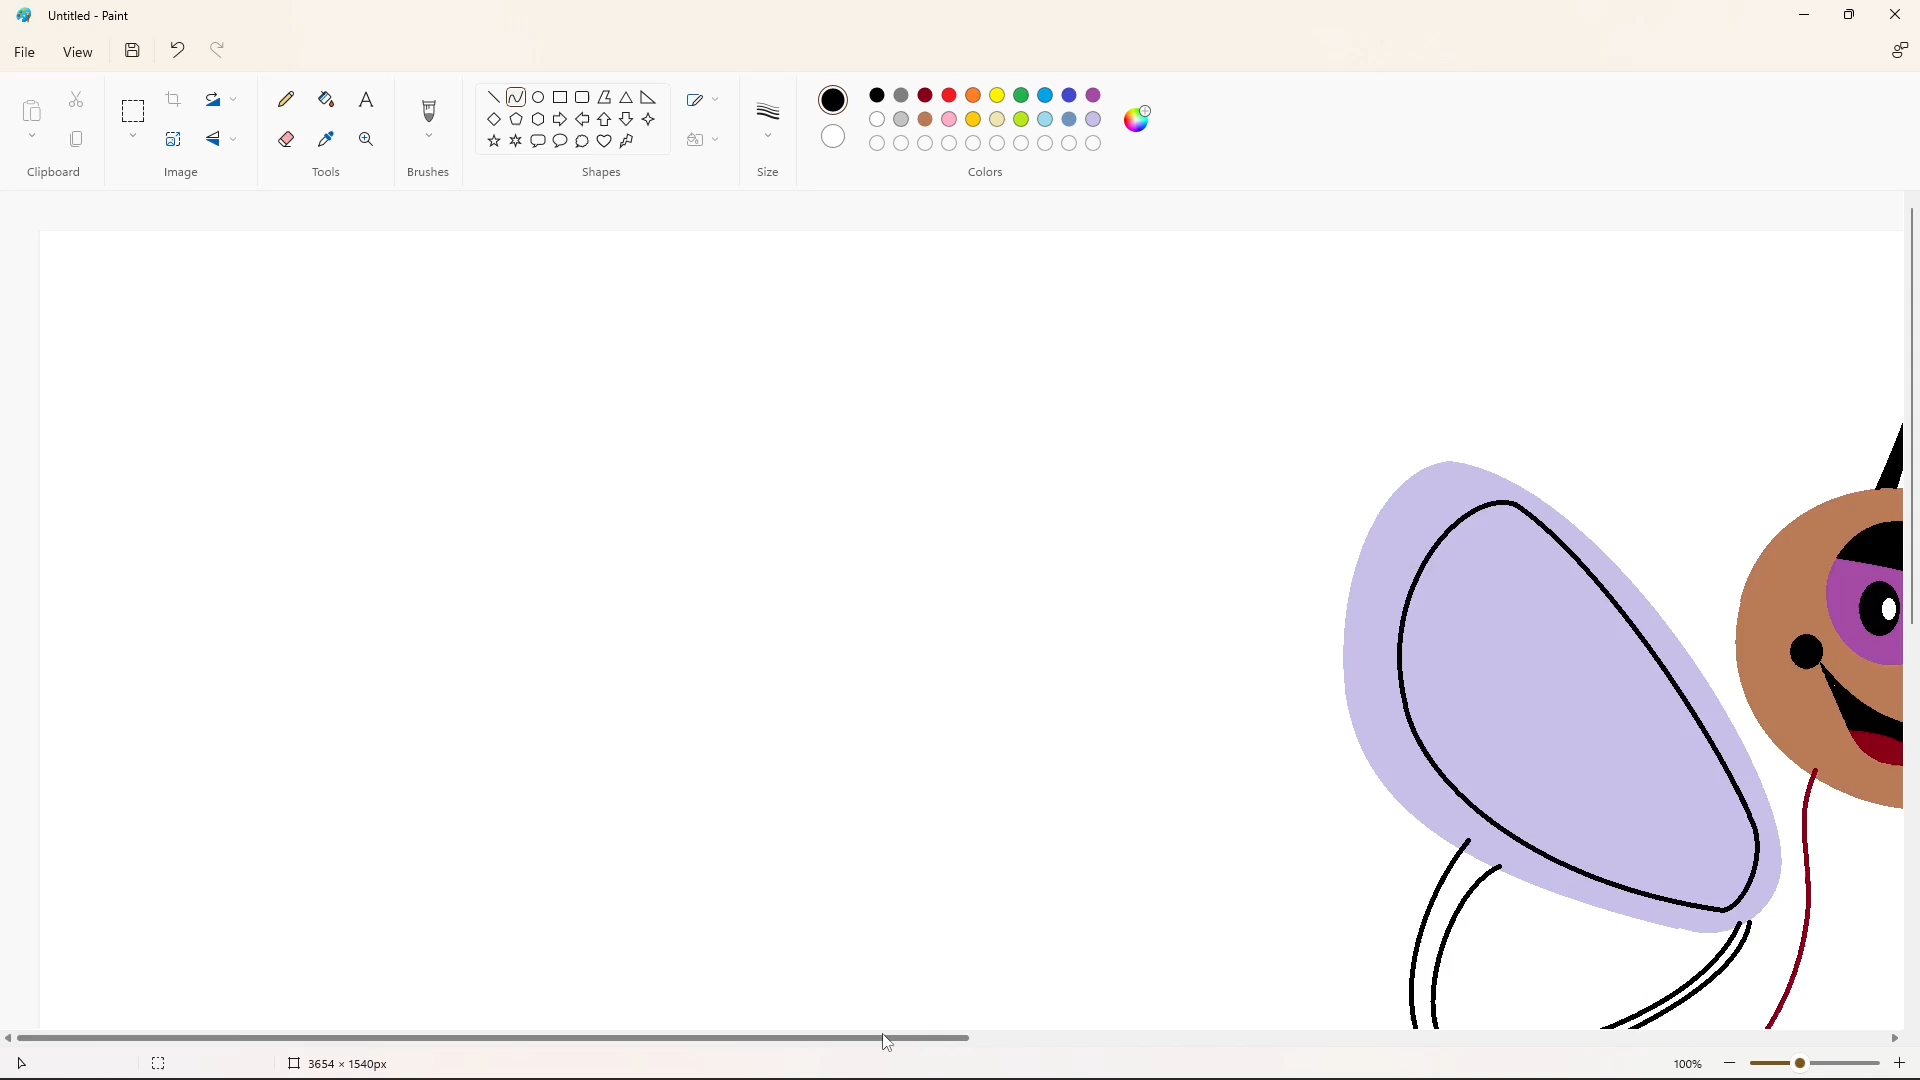 Untitled - Paint
File View
Clipboard Image Tools Brushes Shapes Size Colors
3654 × 1540px 100%